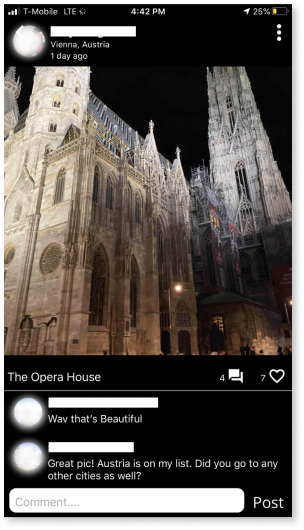 T-Mobile LTE 4:42 PM 25%
Vienna, Austria
1 day ago
The Opera House 4 7
Wav that's Beautiful
Great pic! Austria is on my list. Did you go to any
other cities as well?
Comment.... Post